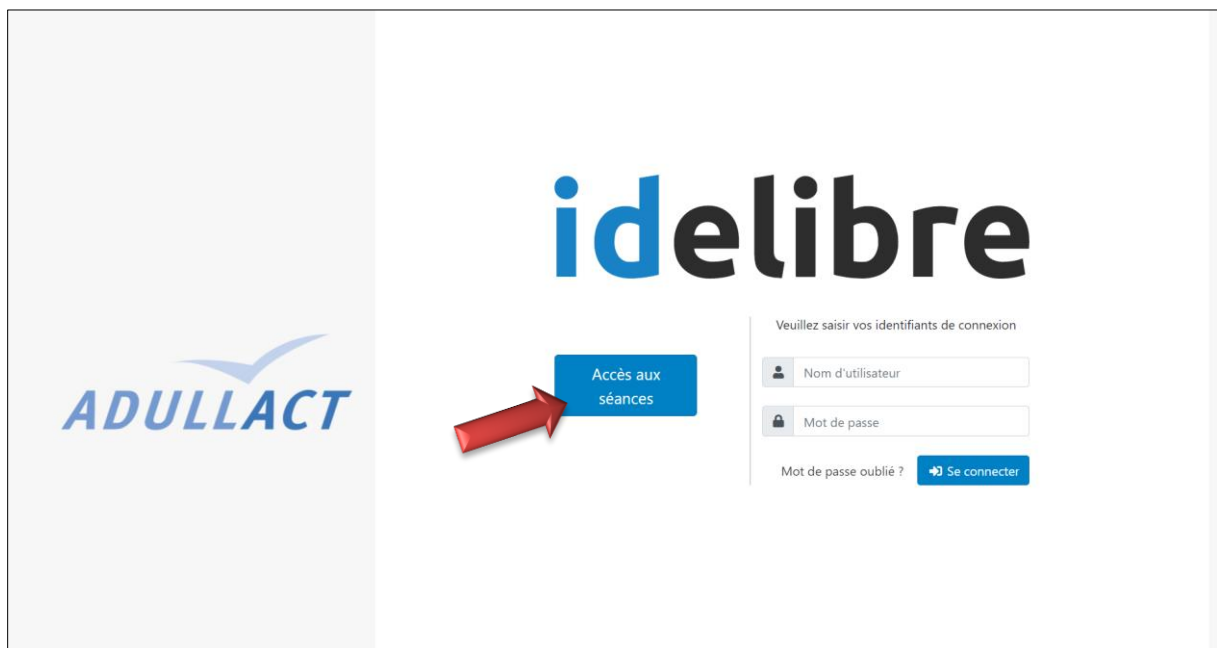 ADULLACT
idelibre
Accès aux
séances
Veuillez saisir vos identifiants de connexion
Nom d'utilisateur
Mot de passe
Mot de passe oublié ?
Se connecter